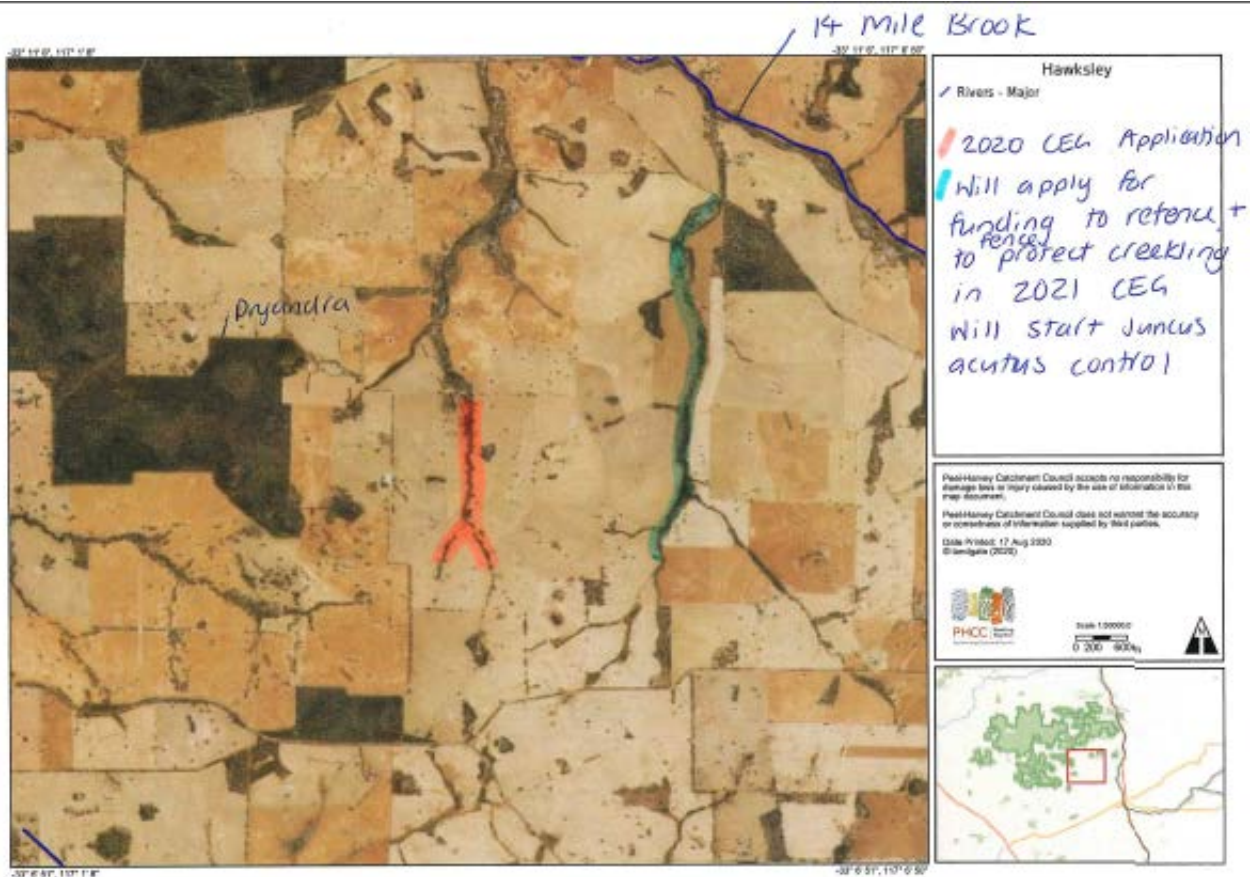 14 Mile Brook
Hawksley
Rivers - Major
2020 CEG Application
Will apply for
funding to refence, +
fences
to protect creekling
in 2021 CEG
Will start Juncus
acutus control
Dryandra
Peel-Harvey Catchment Council accepts no responsibility for
damage loss or injury caused by the use of information in this
map document.
Peel-Harvey Catchment Council does not warrant the accuracy
or correctness of information supplied by third parties.
Date Printed: 17 Aug 2020
© landgate (2020)
PHCC
0 200 600